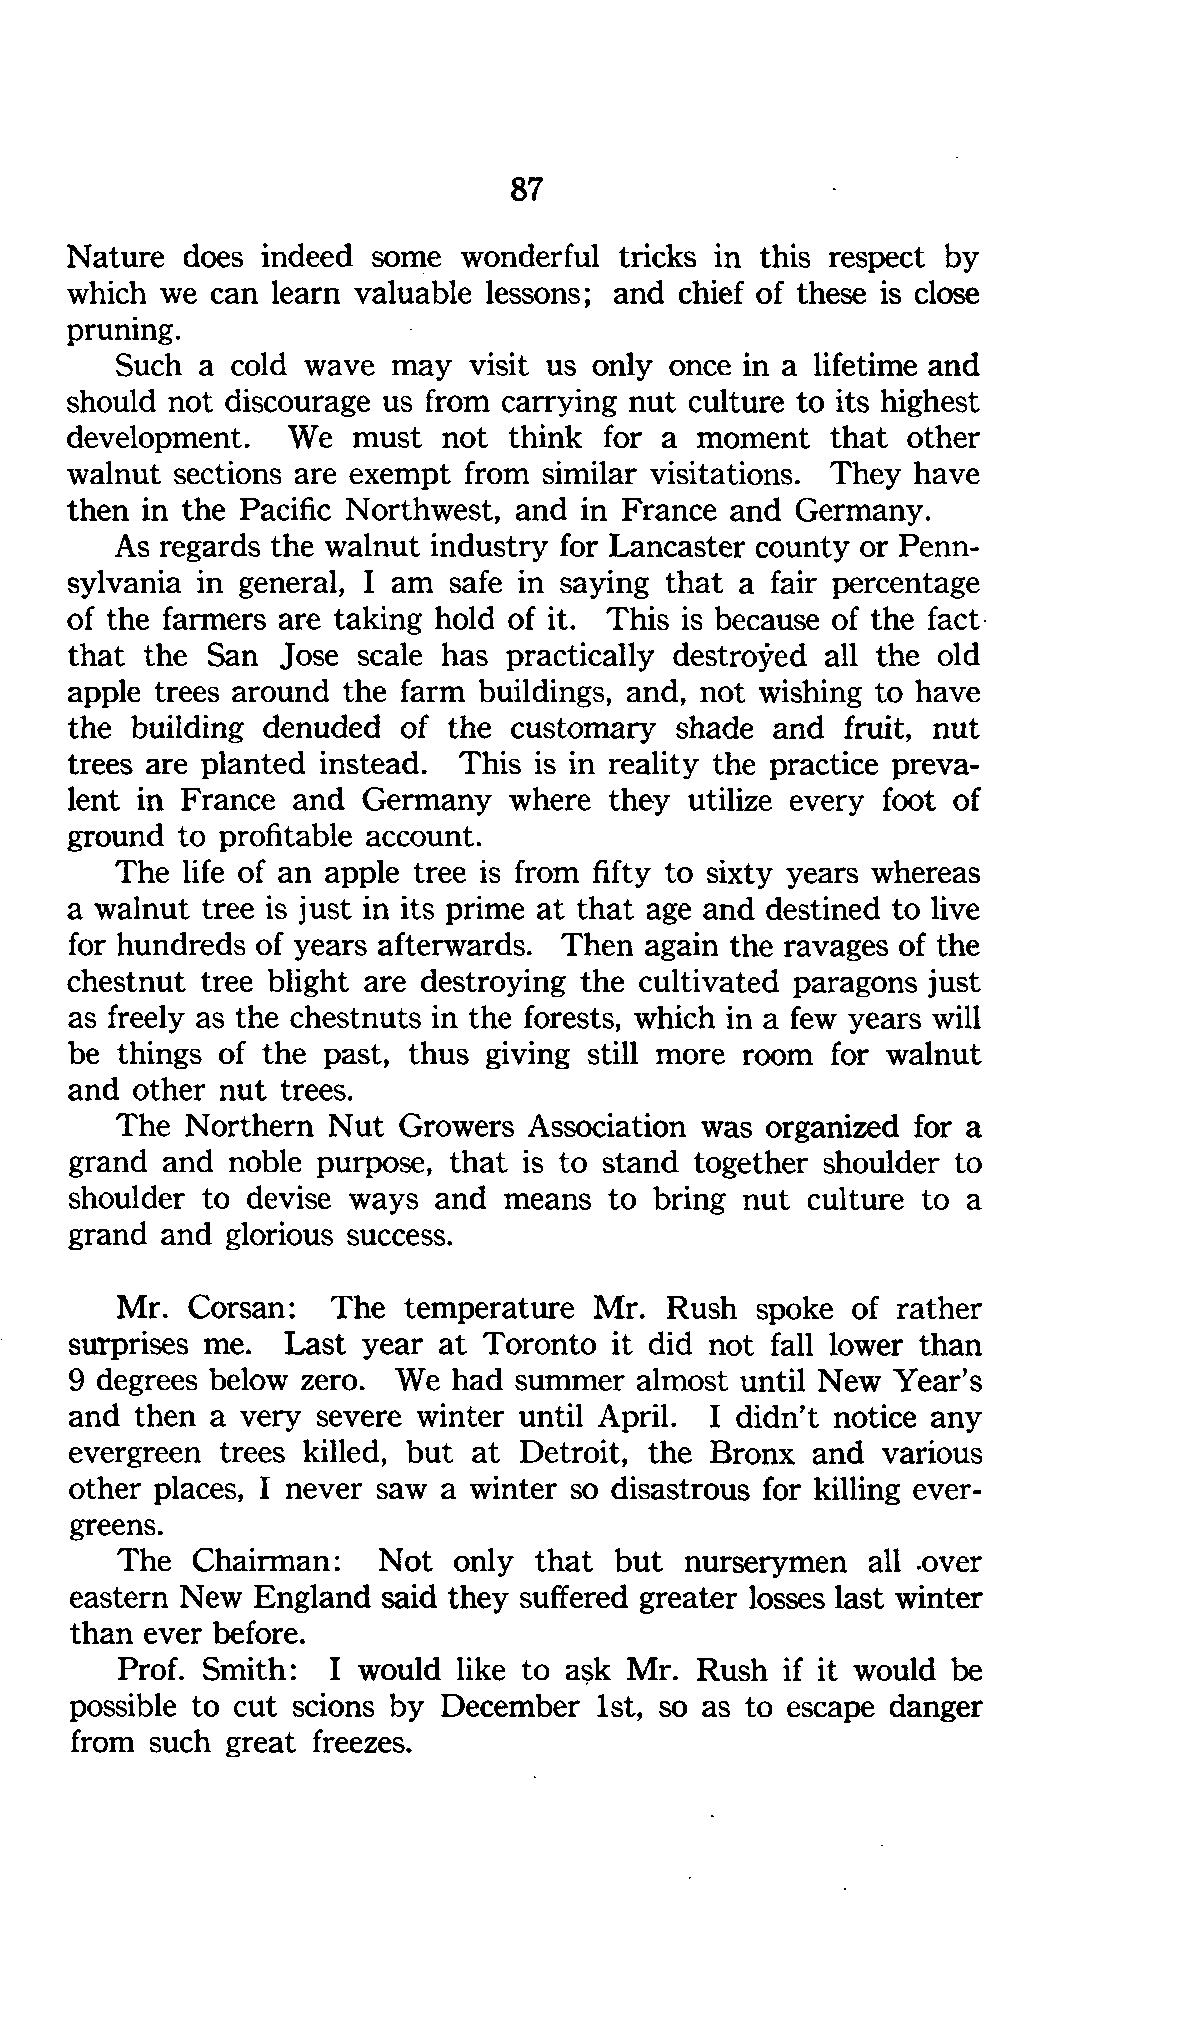 87
Nature does indeed some wonderful tricks in this respect by
which we can learn valuable lessons; and chief of these is close
pruning.
Such a cold wave may visit us only once in a lifetime and
should not discourage us from carrying nut culture to its highest
development. We must not think for a moment that other
walnut sections are exempt from similar visitations. They have
then in the Pacific Northwest, and in France and Germany.
As regards the walnut industry for Lancaster county or Penn-
sylvania in general, I am safe in saying that a fair percentage
of the farmers are taking hold of it. This is because of the fact
that the San Jose scale has practically destroyed all the old
apple trees around the farm buildings, and, not wishing to have
the building denuded of the customary shade and fruit, nut
trees are planted instead. This is in reality the practice preva-
lent in France and Germany where they utilize every foot of
ground to profitable account.
The life of an apple tree is from fifty to sixty years whereas
a walnut tree is just in its prime at that age and destined to live
for hundreds of years afterwards. Then again the ravages of the
chestnut tree blight are destroying the cultivated paragons just
as freely as the chestnuts in the forests, which in a few years will
be things of the past, thus giving still more room for walnut
and other nut trees.
The Northern Nut Growers Association was organized for a
grand and noble purpose, that is to stand together shoulder to
shoulder to devise ways and means to bring nut culture to a
grand and glorious success.
Mr. Corsan: The temperature Mr. Rush spoke of rather
surprises me. Last year at Toronto it did not fall lower than
9 degrees below zero. We had summer almost until New Year's
and then a very severe winter until April. I didn't notice any
evergreen trees killed, but at Detroit, the Bronx and various
other places, I never saw a winter so disastrous for killing ever-
greens.
The Chairman: Not only that but nurserymen all over
eastern New England said they suffered greater losses last winter
than ever before.
Prof. Smith: I would like to ask Mr. Rush if it would be
possible to cut scions by December 1st, so as to escape danger
from such great freezes.